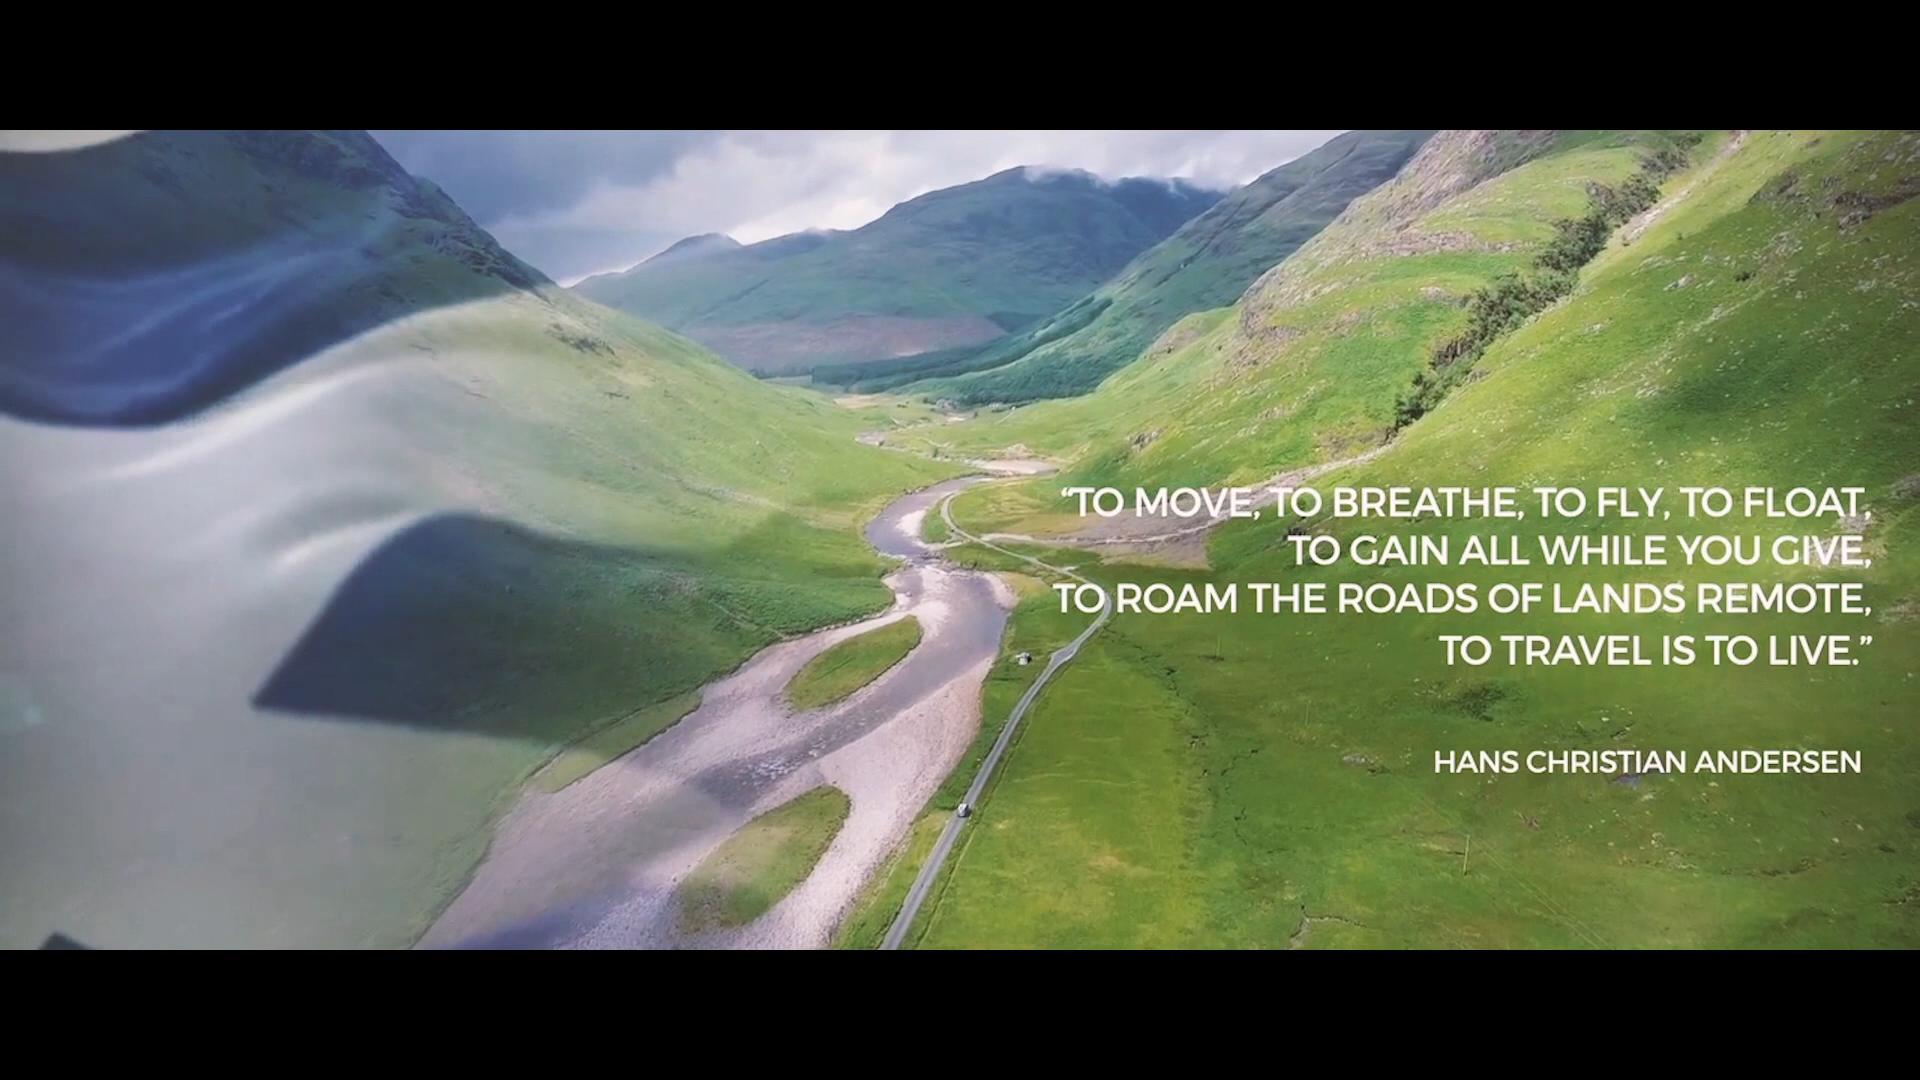 “TO MOVE, TO BREATHE, TO FLY, TO FLOAT,
TO GAIN ALL WHILE YOU GIVE,
TO ROAM THE ROADS OF LANDS REMOTE,
TO TRAVEL IS TO LIVE.”
HANS CHRISTIAN ANDERSEN